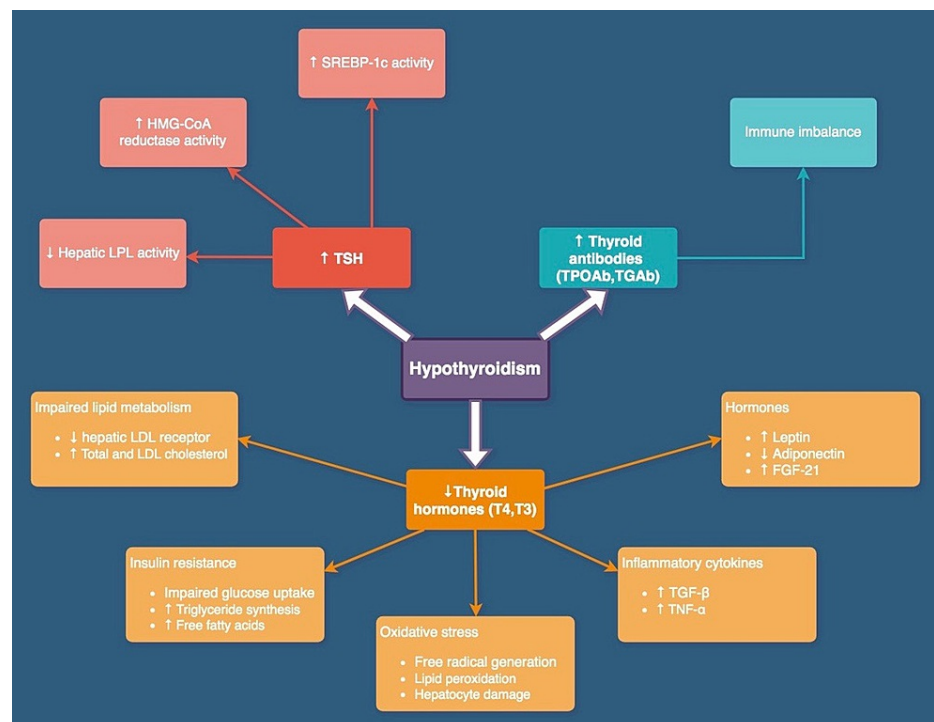 ↑ SREBP-1c activity
↑ HMG-CoA
reductase activity
Immune imbalance
↓ Hepatic LPL activity
↑ TSH
↑ Thyroid
antibodies
(TPOAb,TGAb)
Hypothyroidism
Impaired lipid metabolism
• ↓ hepatic LDL receptor
• ↑ Total and LDL cholesterol
Hormones
• ↑ Leptin
• ↓ Adiponectin
• ↑ FGF-21
↓Thyroid
hormones (T4,T3)
Insulin resistance
• Impaired glucose uptake
• ↑ Triglyceride synthesis
• ↑ Free fatty acids
Inflammatory cytokines
• ↑ TGF-β
• ↑ TNF-α
Oxidative stress
• Free radical generation
• Lipid peroxidation
• Hepatocyte damage